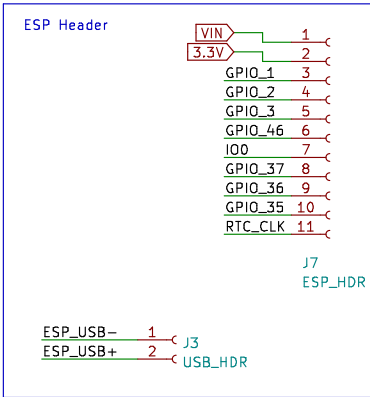 ESP Header
VIN 1
3.3V 2
GPIO_1 3
GPIO_2 4
GPIO_3 5
GPIO_46 6
IO0 7
GPIO_37 8
GPIO_36 9
GPIO_35 10
RTC_CLK 11
J7
ESP_HDR
ESP_USB- 1
J3
ESP_USB+ 2
USB_HDR